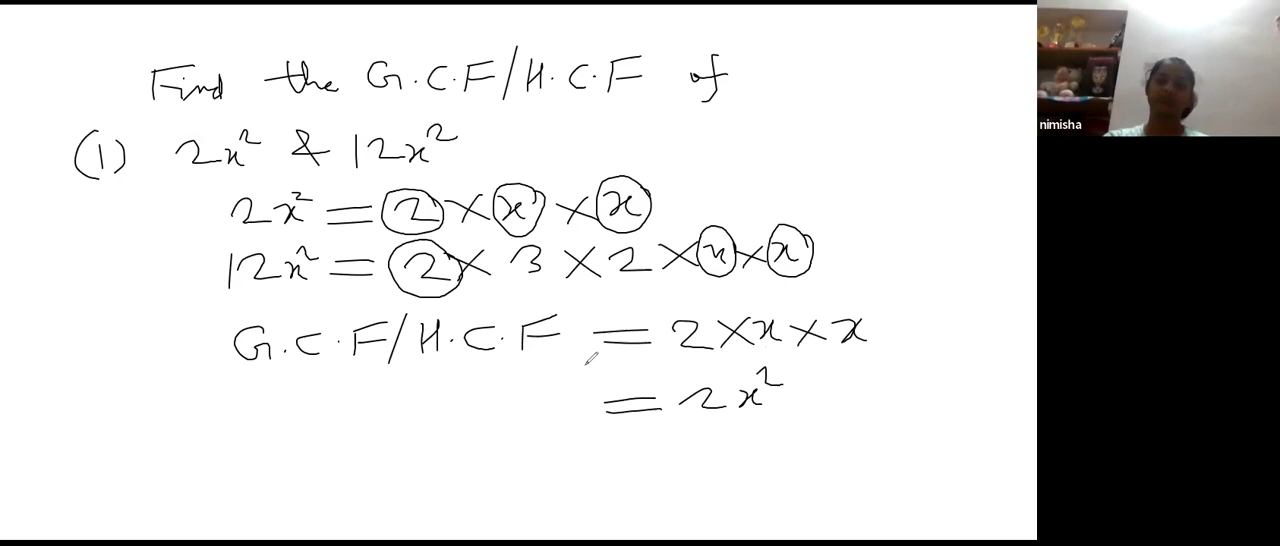 Find the G.C.F/H.C.F of
(1) 2x² & 12x²
2x² = 2 × x × x
12x² = 2 × 3 × 2 × x × x
G.C.F/H.C.F = 2 × x × x
= 2x²
nimisha